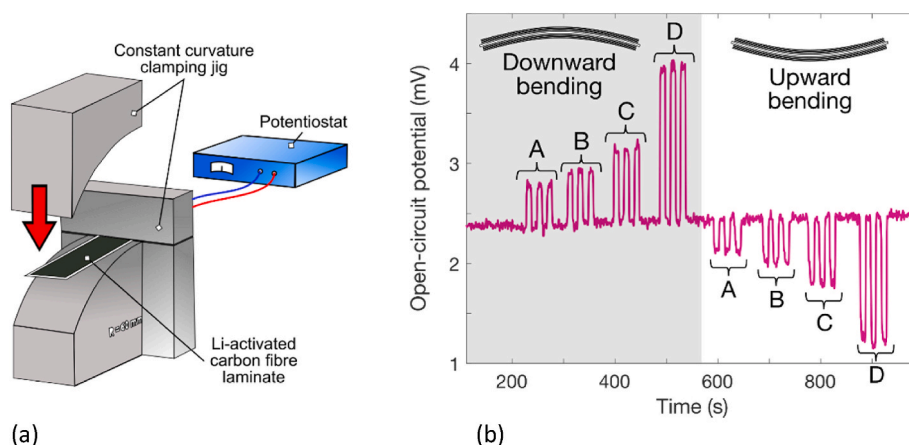 Constant curvature
clamping jig
Potentiostat
Li-activated
carbon fibre
laminate
(a)
Open-circuit potential (mV)
4
3
2
1
Downward
bending
Upward
bending
A
B
C
D
A
B
C
D
200
400
600
800
Time (s)
(b)